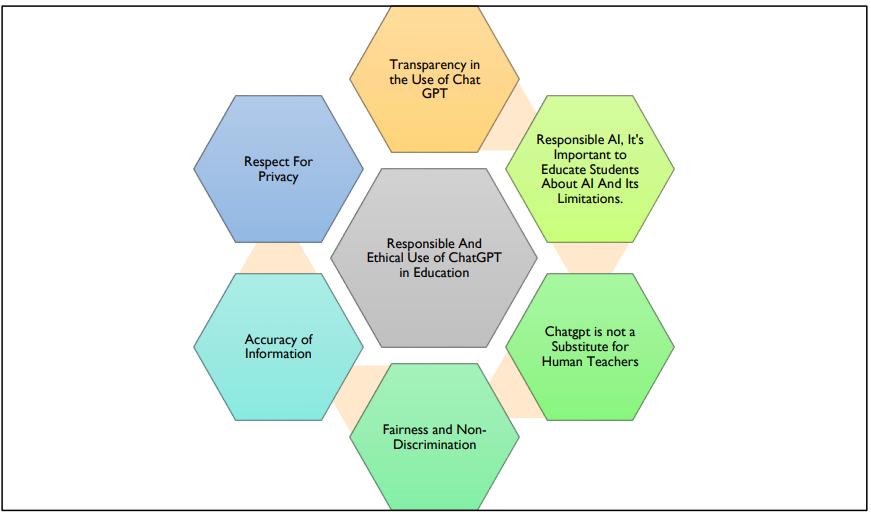 Transparency in
the Use of Chat
GPT
Responsible AI, It's
Important to
Educate Students
About AI And Its
Limitations.
Chatgpt is not a
Substitute for
Human Teachers
Fairness and Non-
Discrimination
Accuracy of
Information
Respect For
Privacy
Responsible And
Ethical Use of ChatGPT
in Education